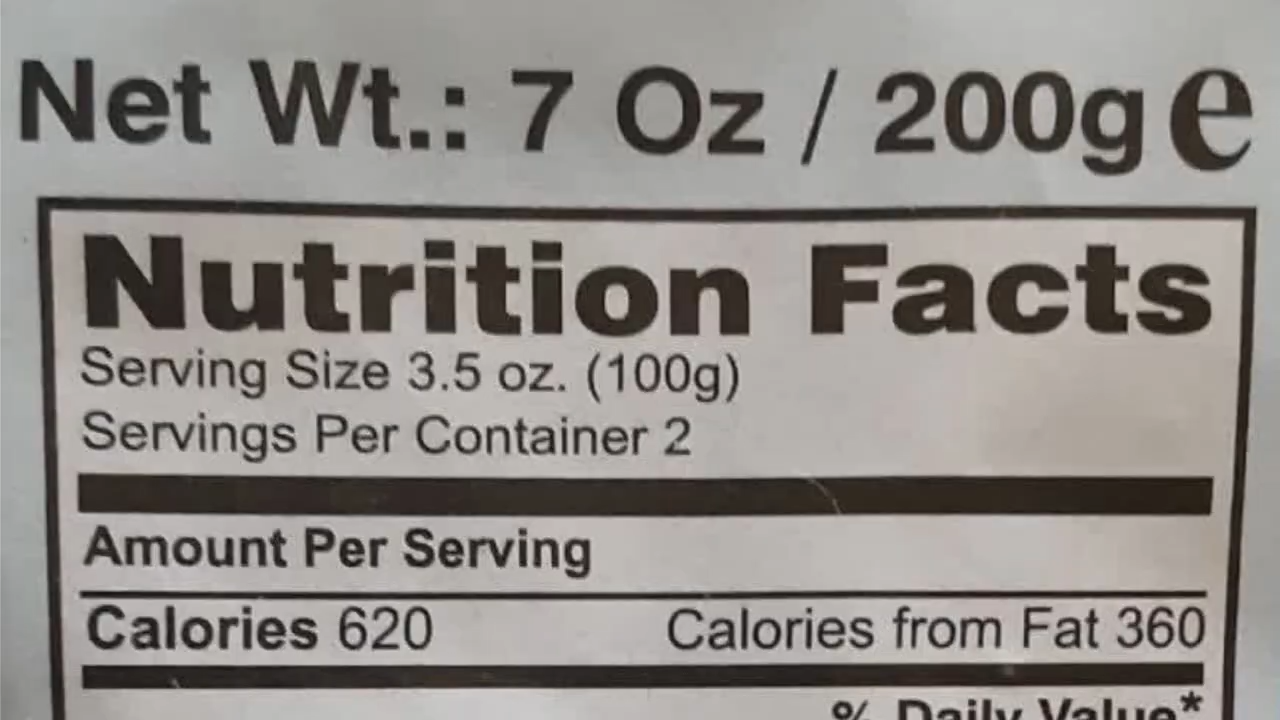 Net Wt.: 7 Oz / 200g ℮
Nutrition Facts
Serving Size 3.5 oz. (100g)
Servings Per Container 2
Amount Per Serving
Calories 620 Calories from Fat 360
% Daily Value*